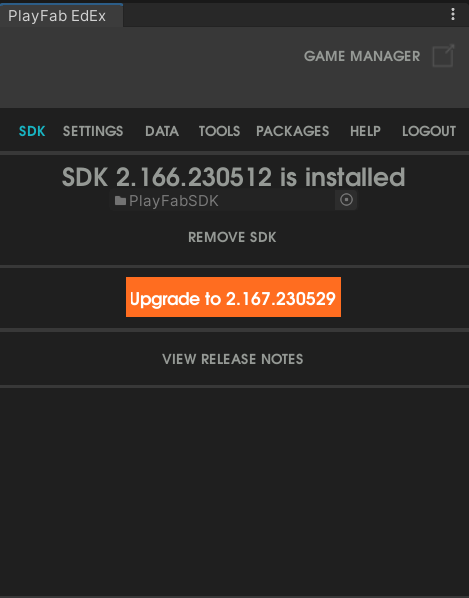 PlayFab EdEx
GAME MANAGER
SDK SETTINGS DATA TOOLS PACKAGES HELP LOGOUT
SDK 2.166.230512 is installed
PlayFabSDK
REMOVE SDK
Upgrade to 2.167.230529
VIEW RELEASE NOTES